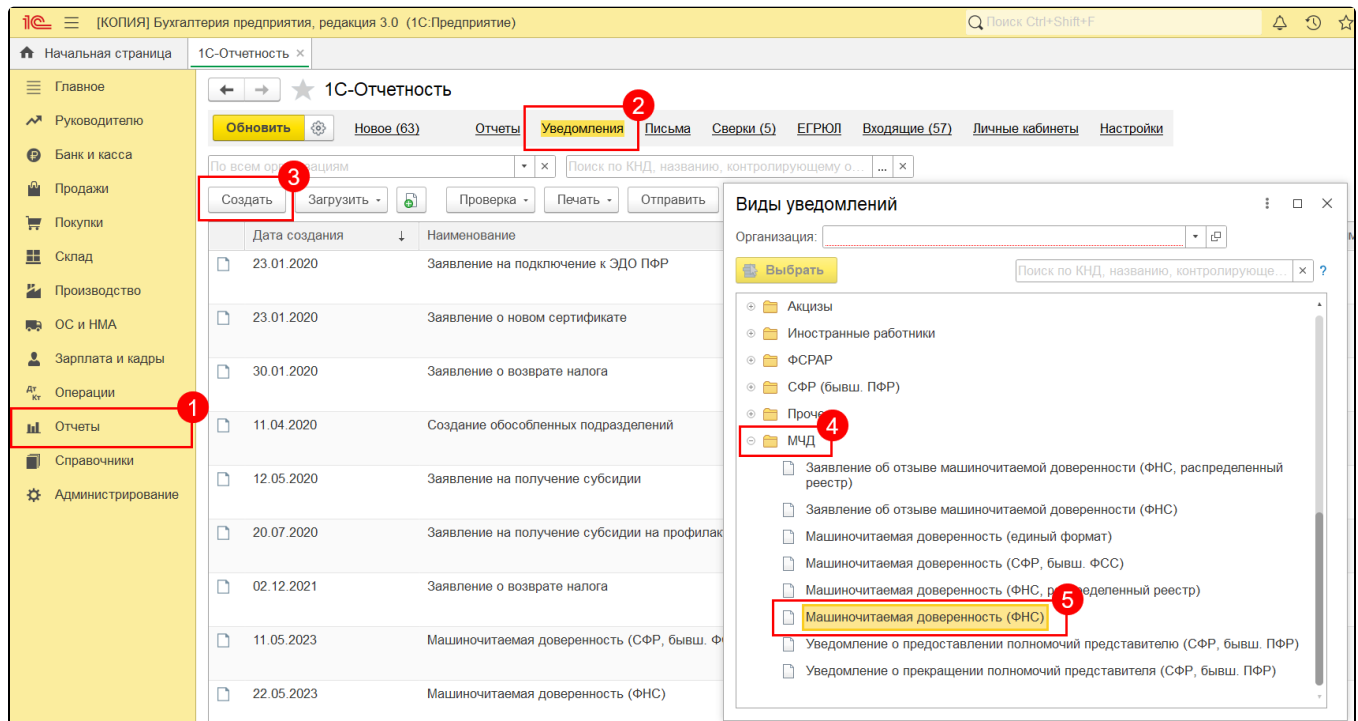 1С [КОПИЯ] Бухгалтерия предприятия, редакция 3.0 (1С:Предприятие) Поиск Ctrl+Shift+F
Начальная страница 1С-Отчетность ×
Главное
Руководителю
Банк и касса
Продажи
Покупки
Склад
Производство
ОС и НМА
Зарплата и кадры
Дт Кт Операции
1
Отчеты
Справочники
Администрирование
1С-Отчетность
2
Обновить Новое (63) Отчеты Уведомления Письма Сверки (5) ЕГРЮЛ Входящие (57) Личные кабинеты Настройки
По всем организациям × Поиск по КНД, названию, контролирующему о... ... ×
3
Создать Загрузить Проверка Печать Отправить
Дата создания ↓ Наименование
23.01.2020 Заявление на подключение к ЭДО ПФР
23.01.2020 Заявление о новом сертификате
30.01.2020 Заявление о возврате налога
11.04.2020 Создание обособленных подразделений
12.05.2020 Заявление на получение субсидии
20.07.2020 Заявление на получение субсидии на профилак
02.12.2021 Заявление о возврате налога
11.05.2023 Машиночитаемая доверенность (СФР, бывш. Ф
22.05.2023 Машиночитаемая доверенность (ФНС)
Виды уведомлений
Организация:
Выбрать Поиск по КНД, названию, контролирующе... × ?
Акцизы
Иностранные работники
ФСРАР
СФР (бывш. ПФР)
Проче
4
МЧД
Заявление об отзыве машиночитаемой доверенности (ФНС, распределенный
реестр)
Заявление об отзыве машиночитаемой доверенности (ФНС)
Машиночитаемая доверенность (единый формат)
Машиночитаемая доверенность (СФР, бывш. ФСС)
Машиночитаемая доверенность (ФНС, распределенный реестр)
5
Машиночитаемая доверенность (ФНС)
Уведомление о предоставлении полномочий представителю (СФР, бывш. ПФР)
Уведомление о прекращении полномочий представителя (СФР, бывш. ПФР)